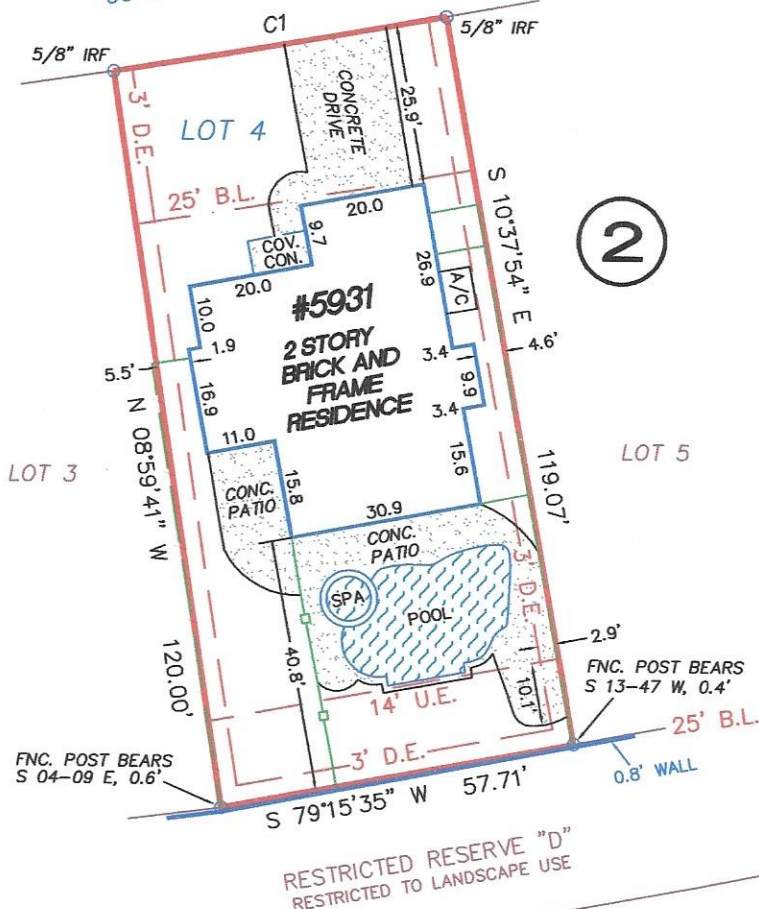 C1
5/8" IRF
5/8" IRF
3' D.E.
LOT 4
CONCRETE
DRIVE
25.9'
25' B.L.
20.0
9.7
COV.
CON.
20.0
S 10°37'54" E
2
#5931
2 STORY
BRICK AND
FRAME
RESIDENCE
26.9
A/C
10.0
1.9
5.5'
16.9
3.4
4.6'
9.9
3.4
11.0
15.6
15.8
30.9
N 08°59'41" W
120.00'
LOT 3
LOT 5
119.07'
CONC.
PATIO
CONC.
PATIO
SPA
POOL
3' D.E.
2.9'
40.8'
10.1'
14' U.E.
3' D.E.
FNC. POST BEARS
S 13-47 W, 0.4'
25' B.L.
0.8' WALL
FNC. POST BEARS
S 04-09 E, 0.6'
S 79°15'35" W 57.71'
RESTRICTED RESERVE "D"
RESTRICTED TO LANDSCAPE USE